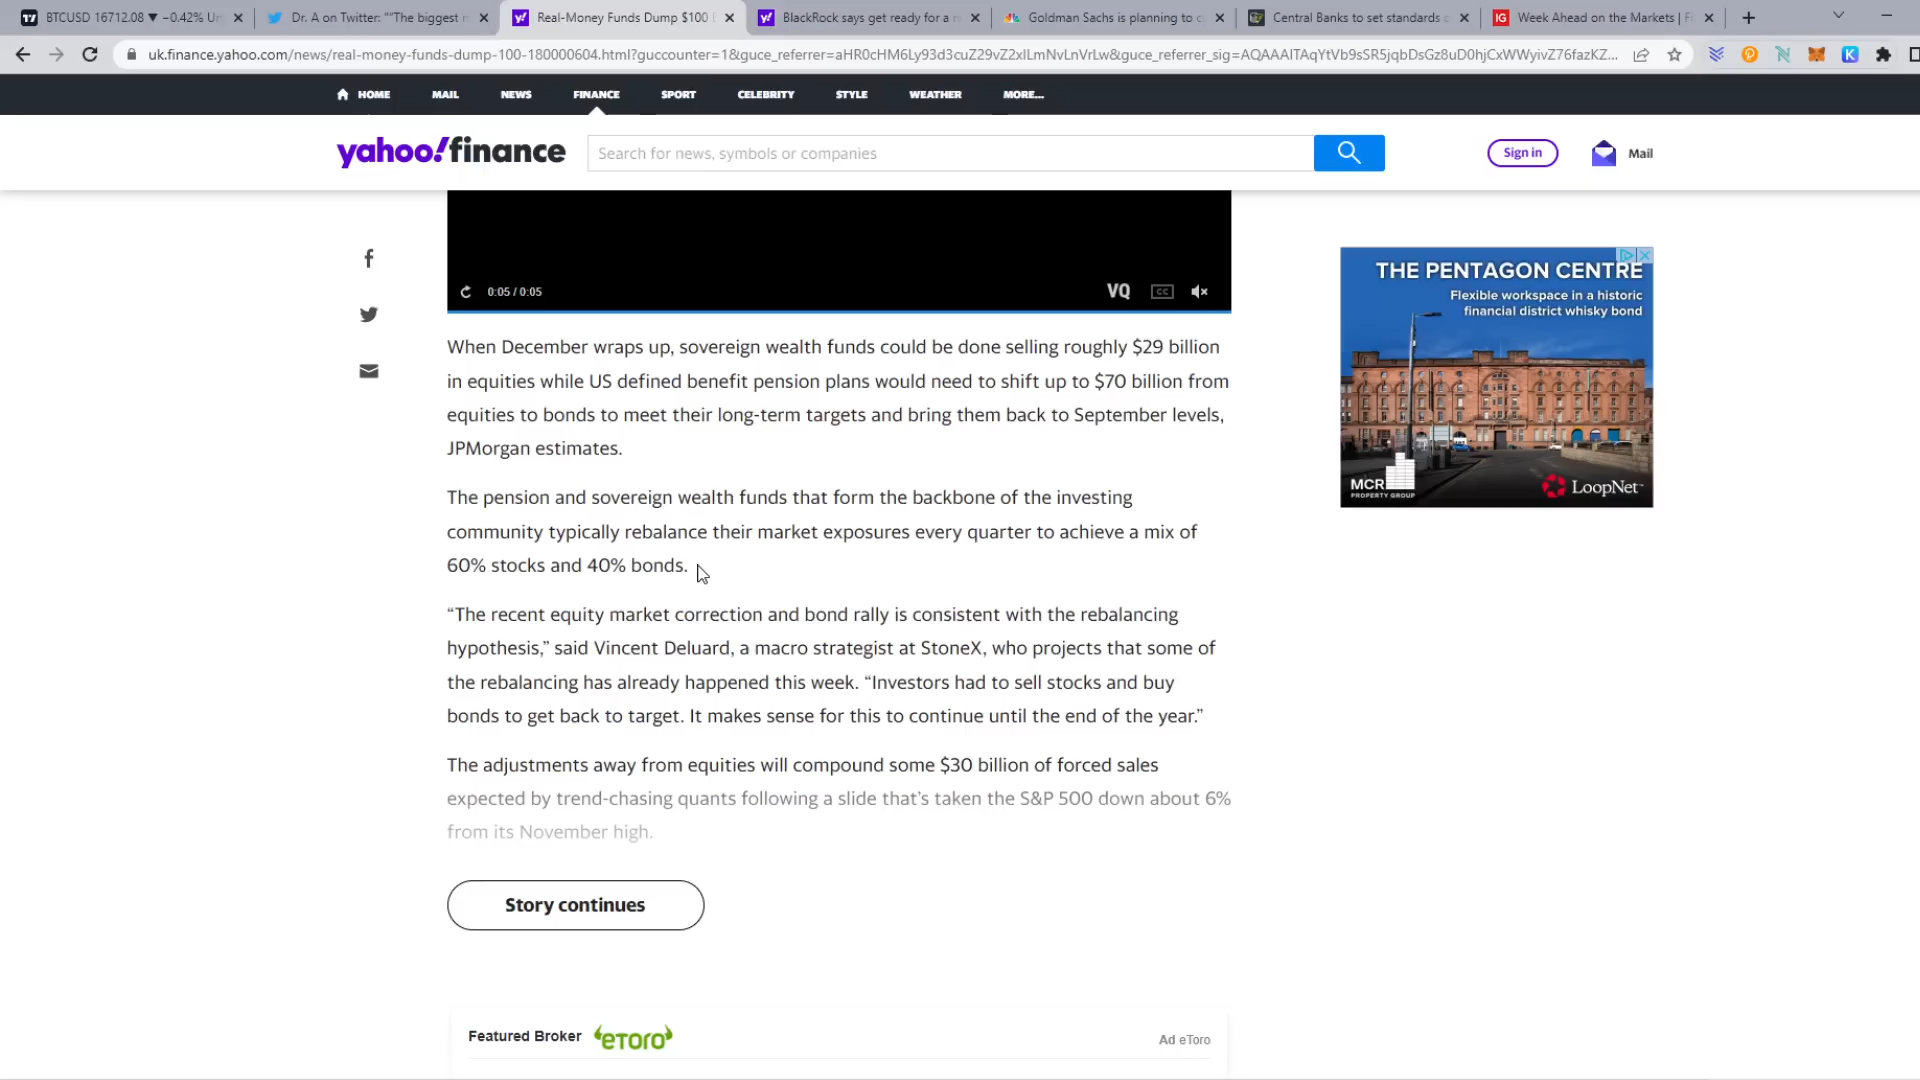 BTCUSD 16712.08 ▼ −0.42% Un
Dr. A on Twitter: "“The biggest m
Real-Money Funds Dump $100 B
BlackRock says get ready for a r
Goldman Sachs is planning to cu
Central Banks to set standards o
IG Week Ahead on the Markets | F
uk.finance.yahoo.com/news/real-money-funds-dump-100-180000604.html?guccounter=1&guce_referrer=aHR0cHM6Ly93d3cuZ29vZ2xlLmNvLnVrLw&guce_referrer_sig=AQAAAITAqYtVb9sSR5jqbDsGz8uD0hjCxWWyivZ76fazKZ...
HOME MAIL NEWS FINANCE SPORT CELEBRITY STYLE WEATHER MORE...
yahoo!finance
Search for news, symbols or companies
Sign in
Mail
0:05 / 0:05
VQ
CC
When December wraps up, sovereign wealth funds could be done selling roughly $29 billion
in equities while US defined benefit pension plans would need to shift up to $70 billion from
equities to bonds to meet their long-term targets and bring them back to September levels,
JPMorgan estimates.
The pension and sovereign wealth funds that form the backbone of the investing
community typically rebalance their market exposures every quarter to achieve a mix of
60% stocks and 40% bonds.
“The recent equity market correction and bond rally is consistent with the rebalancing
hypothesis,” said Vincent Deluard, a macro strategist at StoneX, who projects that some of
the rebalancing has already happened this week. “Investors had to sell stocks and buy
bonds to get back to target. It makes sense for this to continue until the end of the year.”
The adjustments away from equities will compound some $30 billion of forced sales
expected by trend-chasing quants following a slide that’s taken the S&P 500 down about 6%
from its November high.
Story continues
Featured Broker eToro
Ad eToro
THE PENTAGON CENTRE
Flexible workspace in a historic
financial district whisky bond
MCR
PROPERTY GROUP
LoopNet™